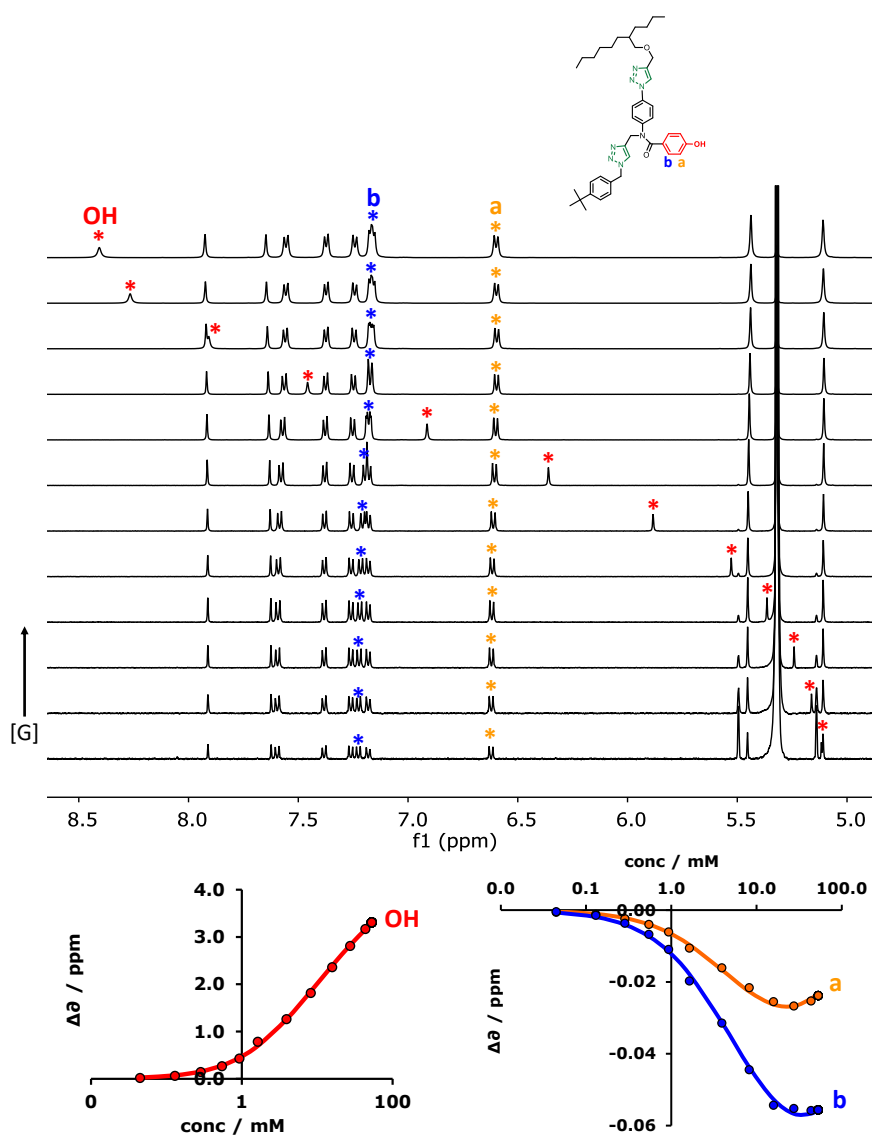 N
N
N
O
N
O
OH
b a
N
N
N
OH
*
b
*
a
*
[G]
8.5 8.0 7.5 7.0 6.5 6.0 5.5 5.0
f1 (ppm)
4.0
3.0
2.0
1.0
0.0
Δ∂ / ppm
OH
0 1 100
conc / mM
conc / mM
0.0 0.1 1.0 10.0 100.0
0.00
-0.02
-0.04
-0.06
Δ∂ / ppm
a
b